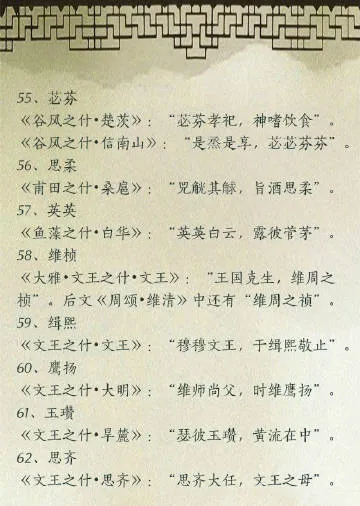 55、苾芬
《谷风之什•楚茨》：“苾芬孝祀，神嗜饮食”。
《谷风之什•信南山》：“是烝是享，苾苾芬芬”。
56、思柔
《甫田之什•桑扈》：“兕觥其觩，旨酒思柔”。
57、英英
《鱼藻之什•白华》：“英英白云，露彼菅茅”。
58、维桢
《大雅•文王之什•文王》：“王国克生，维周之
桢”。后文《周颂•维清》中还有“维周之祯”。
59、缉熙
《文王之什•文王》：“穆穆文王，于缉熙敬止”。
60、鹰扬
《文王之什•大明》：“维师尚父，时维鹰扬”。
61、玉瓒
《文王之什•旱麓》：“瑟彼玉瓒，黄流在中”。
62、思齐
《文王之什•思齐》：“思齐大任，文王之母”。